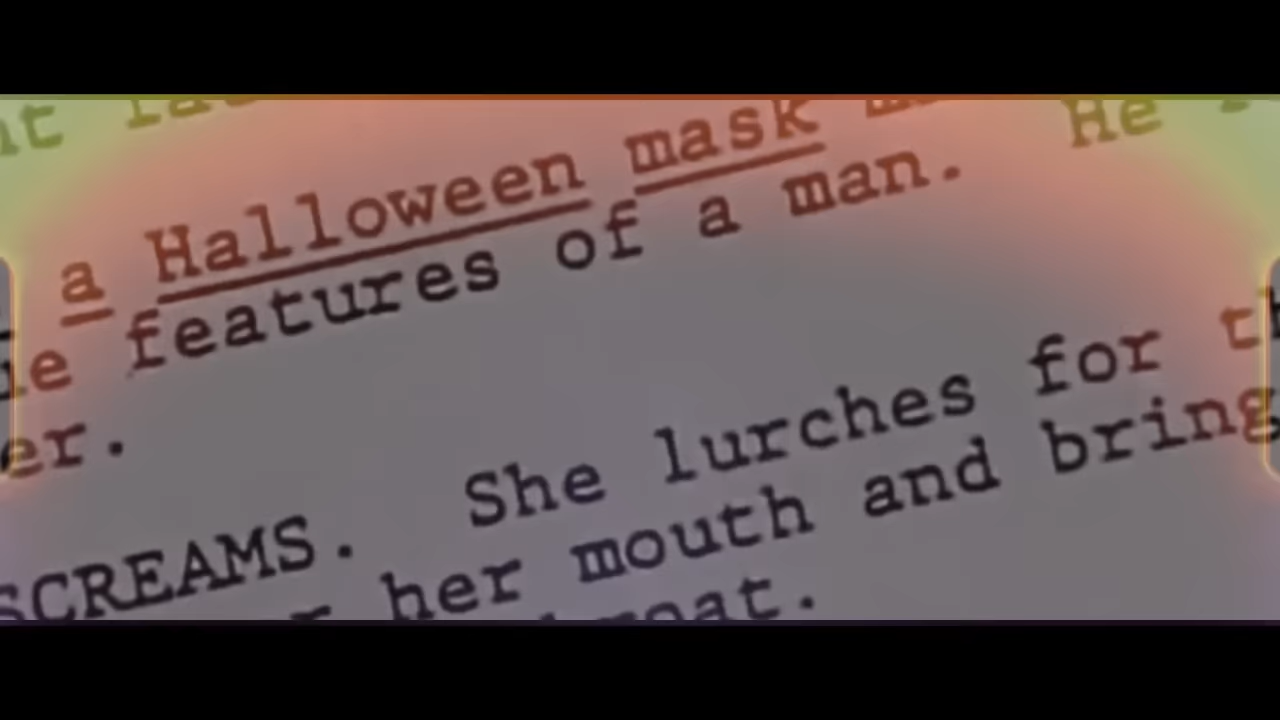 a Halloween mask He
features of a man.
er.
SCREAMS. She lurches for
her mouth and bring